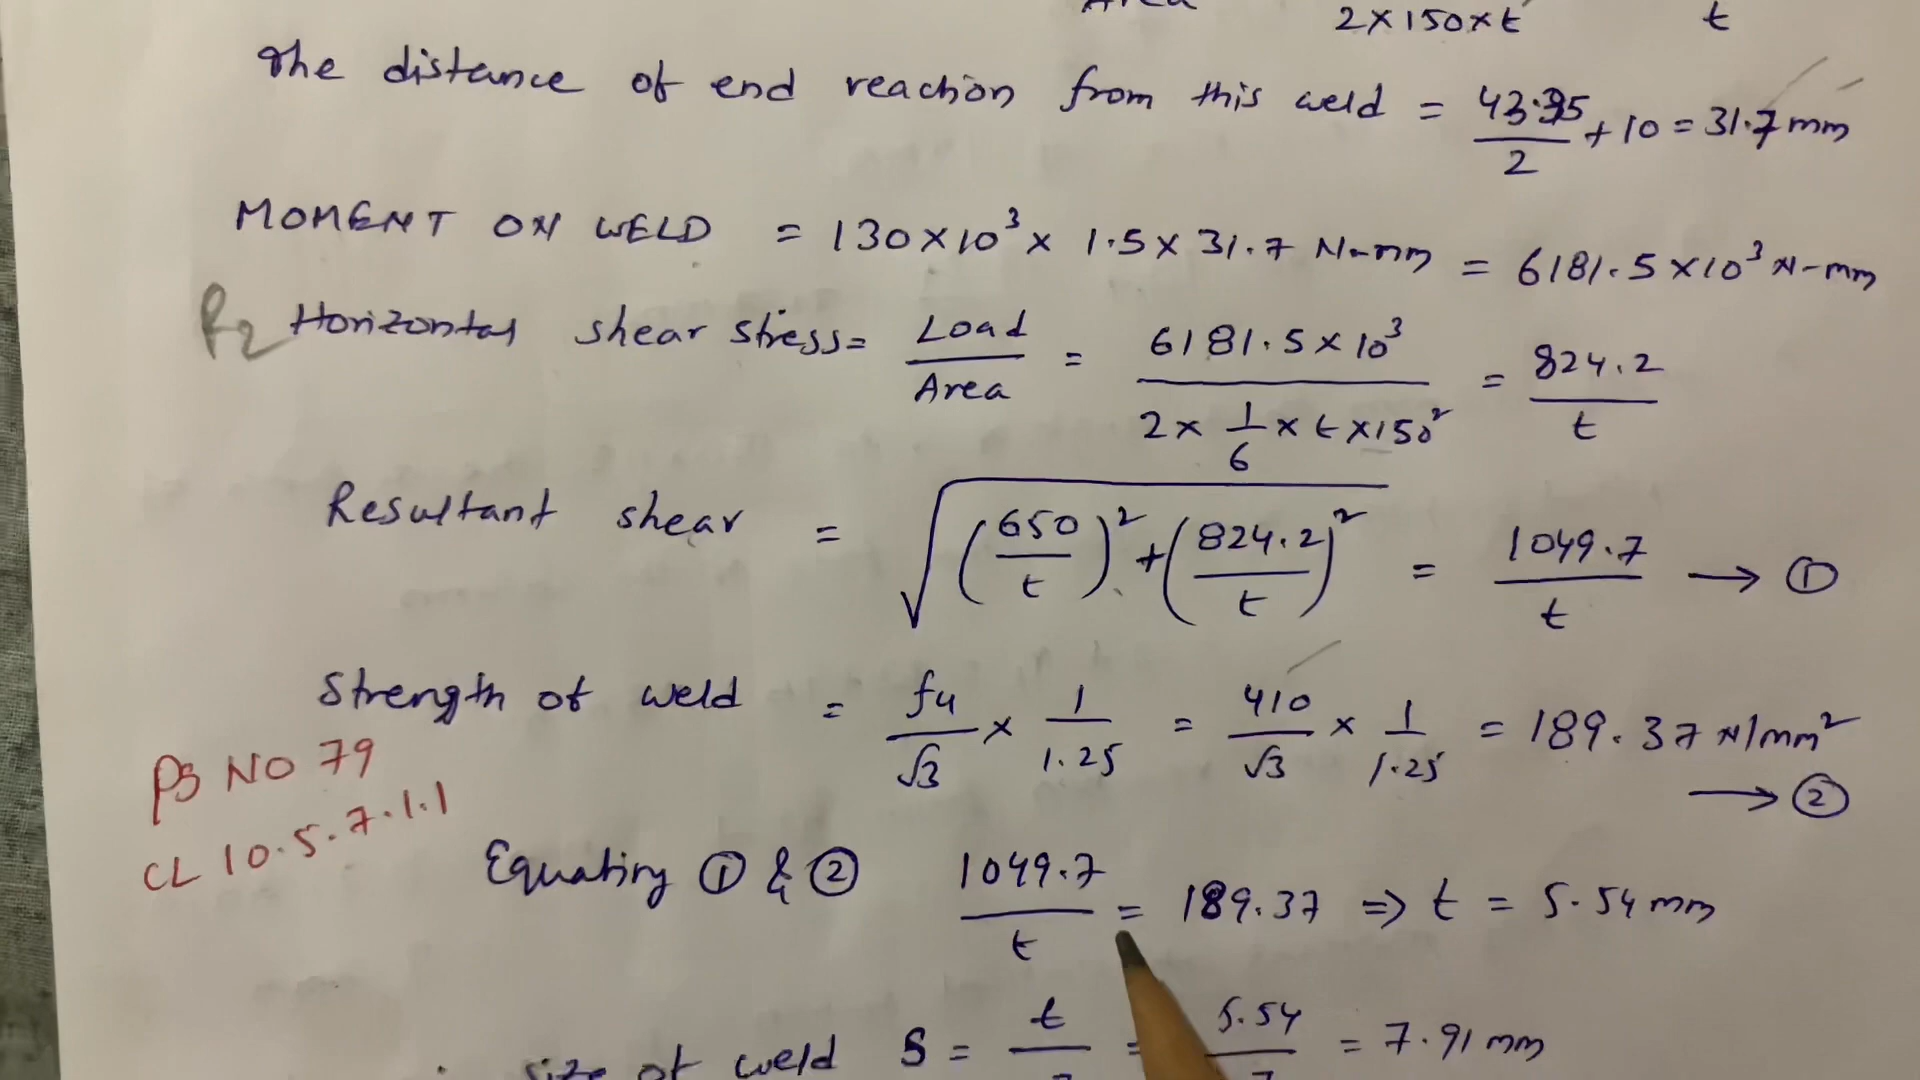 2×150×t t
The distance of end reaction from this weld = 43.35/2 + 10 = 31.7 mm
MOMENT ON WELD = 130×10³× 1.5× 31.7 N-mm = 6181.5×10³ N-mm
Horizontal shear stress = Load/Area = 6181.5×10³/(2× 1/6 × t×150²) = 824.2/t
Resultant shear = √((650/t)² + (824.2/t)²) = 1049.7/t → ①
Strength of weld = fu/√3 × 1/1.25 = 410/√3 × 1/1.25 = 189.37 N/mm²
→ ②
PG NO 79
CL 10.5.7.1.1
Equating ① & ② 1049.7/t = 189.37 => t = 5.54 mm
size of weld S = t/ = 5.54/ = 7.91 mm